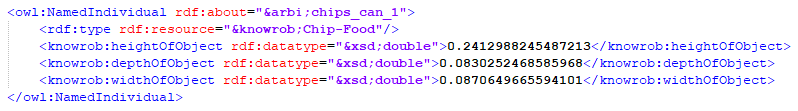 <owl:NamedIndividual rdf:about="&arbi;chips_can_1">
<rdf:type rdf:resource="&knowrob;Chip-Food"/>
<knowrob:heightOfObject rdf:datatype="&xsd;double">0.2412988245487213</knowrob:heightOfObject>
<knowrob:depthOfObject rdf:datatype="&xsd;double">0.0830252468585968</knowrob:depthOfObject>
<knowrob:widthOfObject rdf:datatype="&xsd;double">0.0870649665594101</knowrob:widthOfObject>
</owl:NamedIndividual>